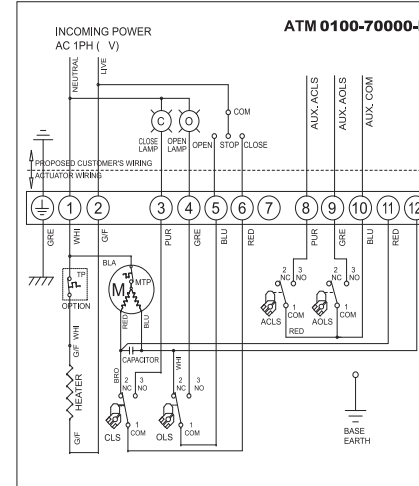 ATM 0100-70000-
INCOMING POWER
AC 1PH ( V)
NEUTRAL
LIVE
C
O
COM
CLOSE
LAMP
OPEN
LAMP
OPEN STOP CLOSE
AUX. ACLS
AUX. AOLS
AUX. COM
PROPOSED CUSTOMER'S WIRING
ACTUATOR WIRING
1 2 3 4 5 6 7 8 9 10 11 12
GRE WHI G/F PUR GRE BLU RED PUR GRE BLU RED
BLA
TP
OPTION
M
MTP
RED
BLU
2 NC
3 NO
2 NC
3 NO
ACLS
1 COM
AOLS
1 COM
RED
WHI
G/F
HEATER
G/F
CAPACITOR
BRO
WHI
2 NC
3 NO
2 NC
3 NO
CLS
1 COM
OLS
1 COM
BASE
EARTH